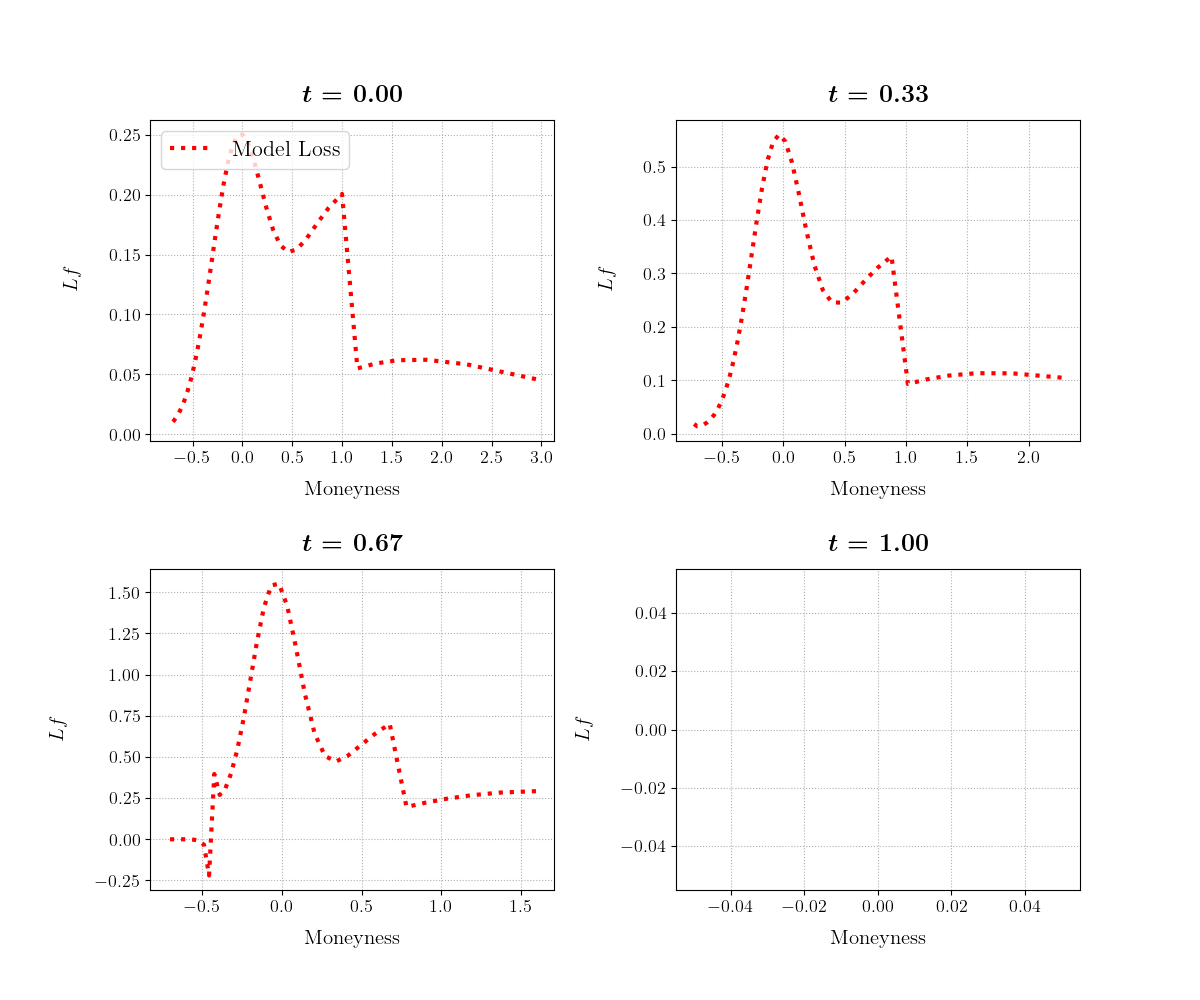 t = 0.00
0.25
0.20
0.15
0.10
0.05
0.00
Lf
Model Loss
−0.5 0.0 0.5 1.0 1.5 2.0 2.5 3.0
Moneyness
t = 0.33
0.5
0.4
0.3
0.2
0.1
0.0
Lf
−0.5 0.0 0.5 1.0 1.5 2.0
Moneyness
t = 0.67
1.50
1.25
1.00
0.75
0.50
0.25
0.00
−0.25
Lf
−0.5 0.0 0.5 1.0 1.5
Moneyness
t = 1.00
0.04
0.02
0.00
−0.02
−0.04
Lf
−0.04 −0.02 0.00 0.02 0.04
Moneyness